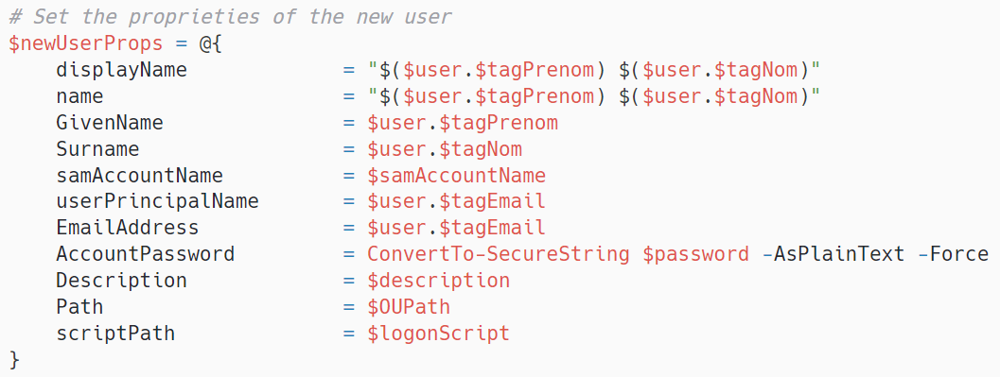 # Set the proprieties of the new user
$newUserProps = @{
    displayName             = "$($user.$tagPrenom) $($user.$tagNom)"
    name                    = "$($user.$tagPrenom) $($user.$tagNom)"
    GivenName               = $user.$tagPrenom
    Surname                 = $user.$tagNom
    samAccountName          = $samAccountName
    userPrincipalName       = $user.$tagEmail
    EmailAddress            = $user.$tagEmail
    AccountPassword         = ConvertTo-SecureString $password -AsPlainText -Force
    Description             = $description
    Path                    = $OUPath
    scriptPath              = $logonScript
}